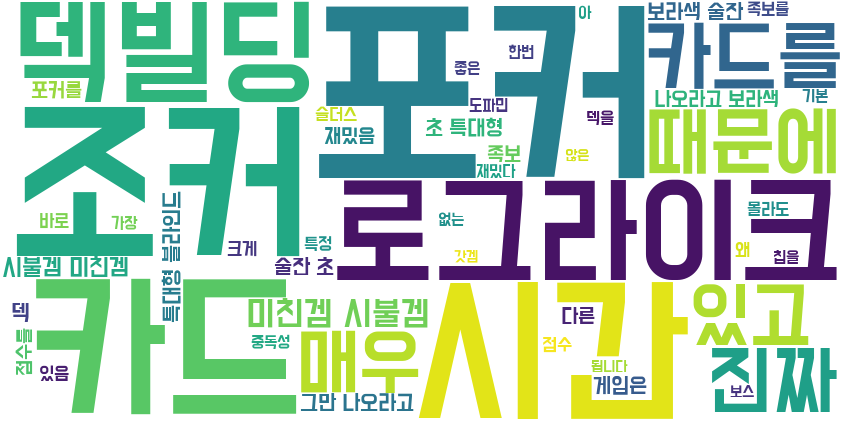 덱빌딩
포커
아
보라색 술잔
족보를
카드를
포커를
좋은
한번
나오라고 보라색
기본
조커
슬더스
도파민
덱을
재밌음
초 특대형
때문에
족보
않은
재밌다
로그라이크
바로
가장
특대형 블라인드
크게
특정
없는
몰라도
왜
칩을
깃겜
시불겜 미친겜
술잔 초
카드
시간
있고
덱
미친겜 시불겜
다른
점수를
중독성
매우
점수
진짜
있음
됩니다
게임은
보스
그만 나오라고